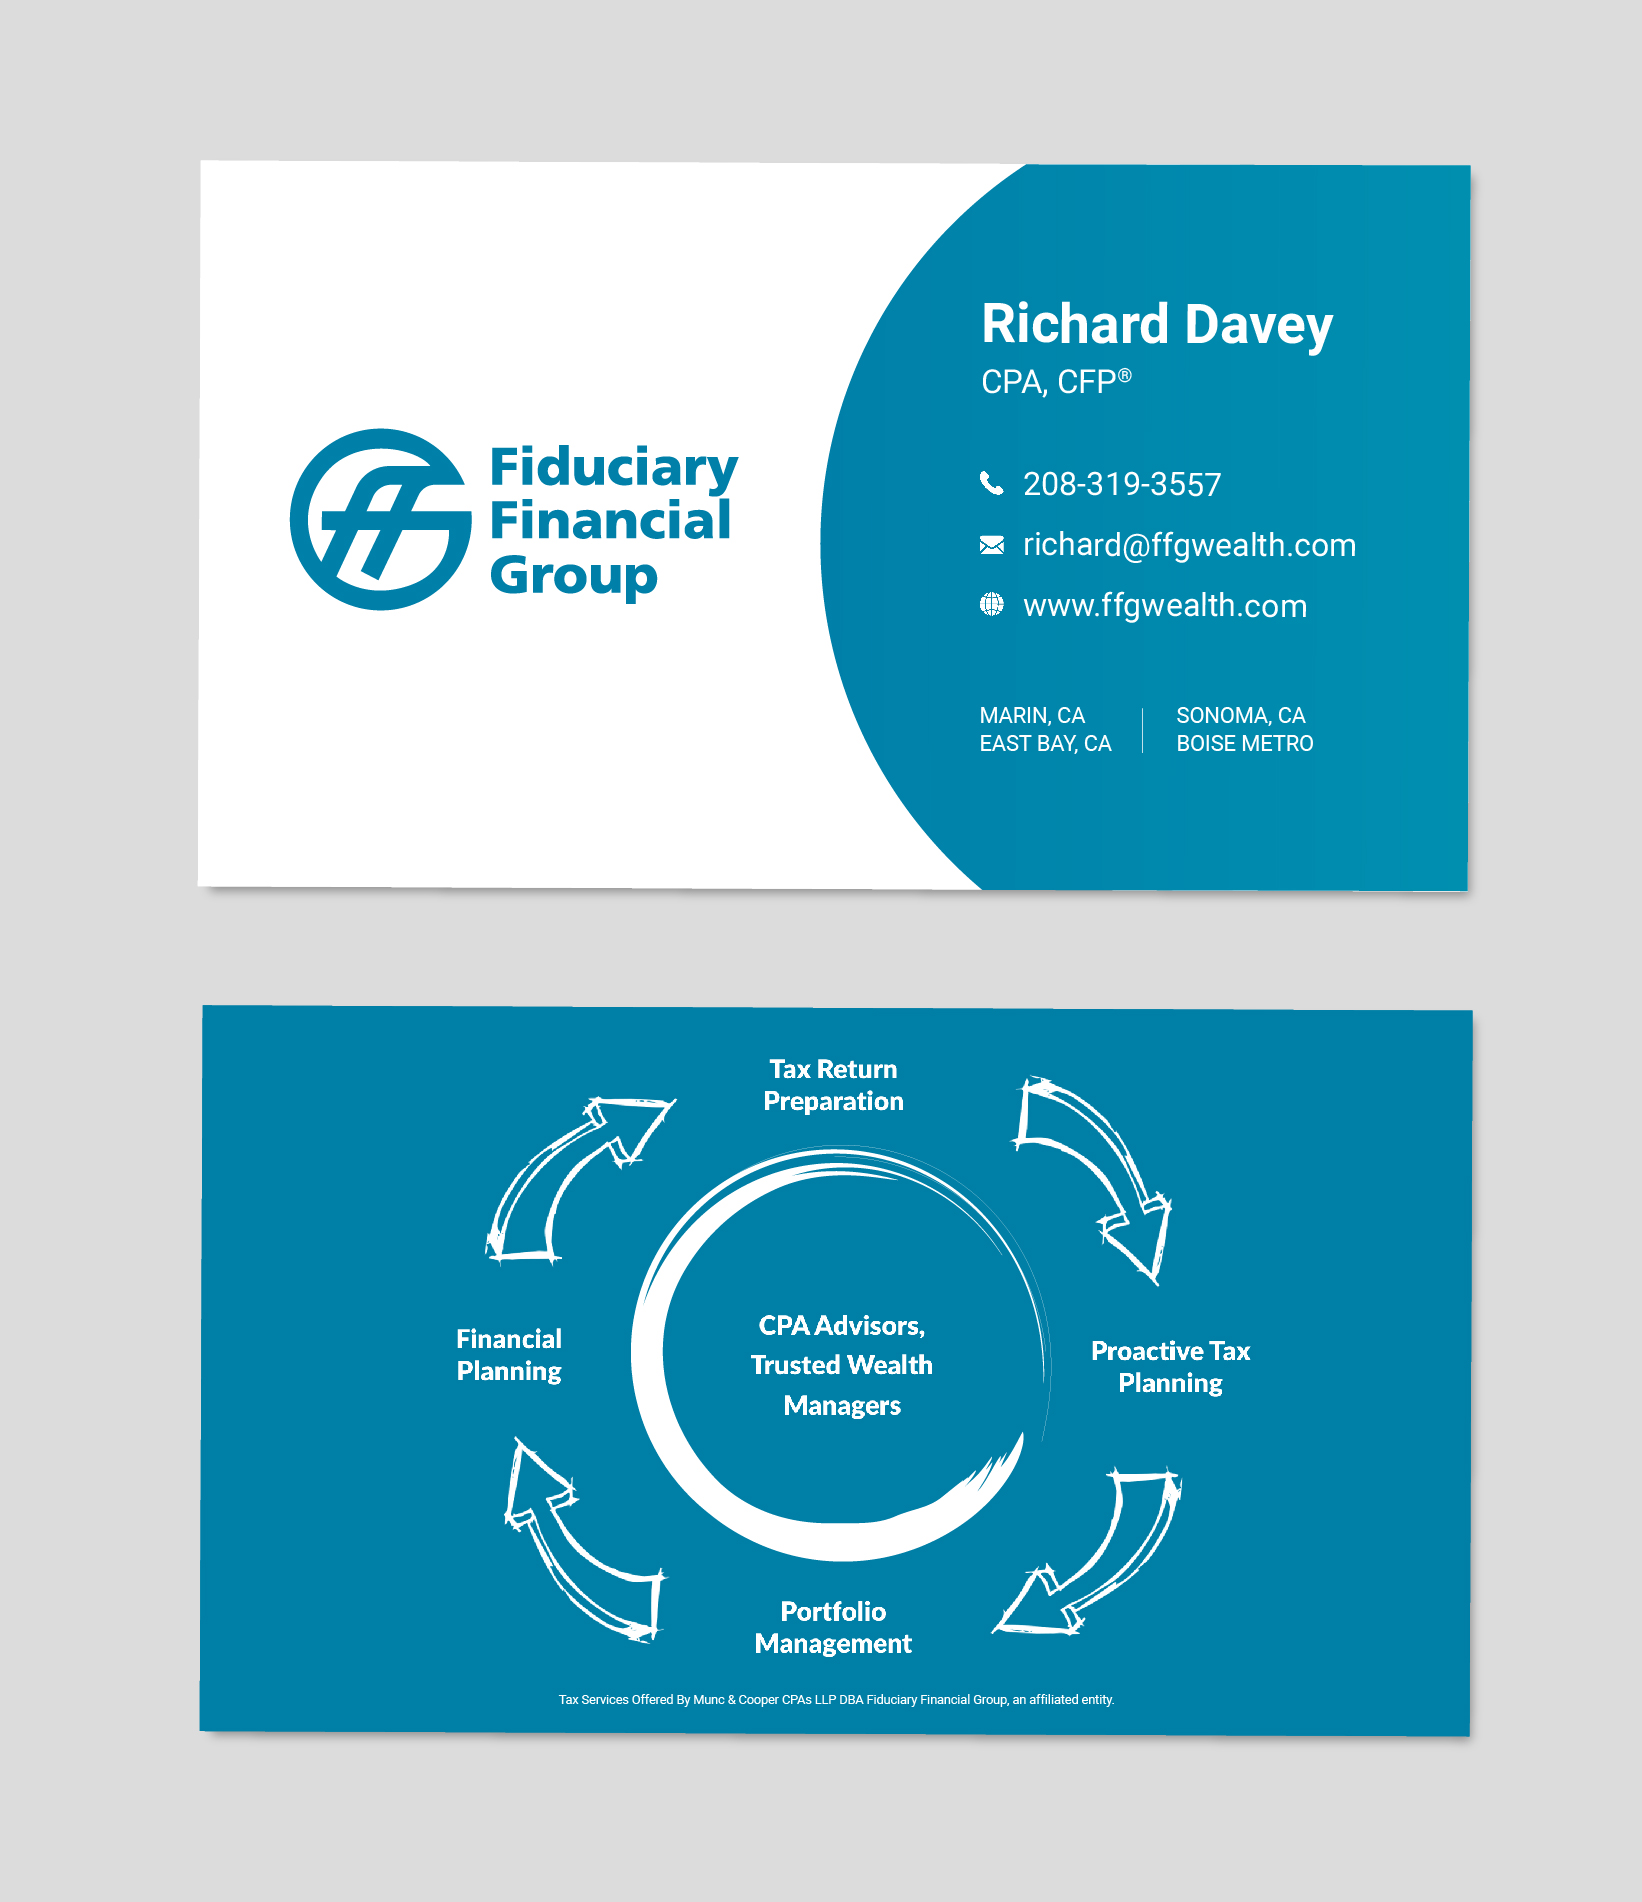 Fiduciary
Financial
Group
Richard Davey
CPA, CFP®
208-319-3557
richard@ffgwealth.com
www.ffgwealth.com
MARIN, CA
EAST BAY, CA
SONOMA, CA
BOISE METRO
Tax Return
Preparation
Financial
Planning
CPA Advisors,
Trusted Wealth
Managers
Proactive Tax
Planning
Portfolio
Management
Tax Services Offered By Munc & Cooper CPAs LLP DBA Fiduciary Financial Group, an affiliated entity.